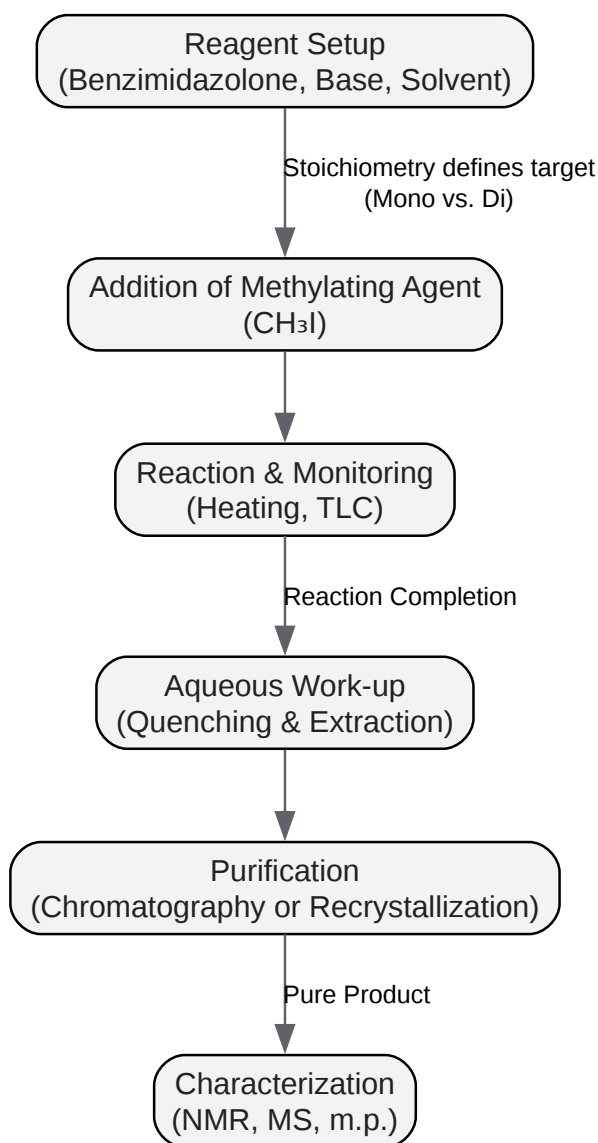 Reagent Setup
(Benzimidazolone, Base, Solvent)
Stoichiometry defines target
(Mono vs. Di)
Addition of Methylating Agent
(CH₃I)
Reaction & Monitoring
(Heating, TLC)
Reaction Completion
Aqueous Work-up
(Quenching & Extraction)
Purification
(Chromatography or Recrystallization)
Pure Product
Characterization
(NMR, MS, m.p.)